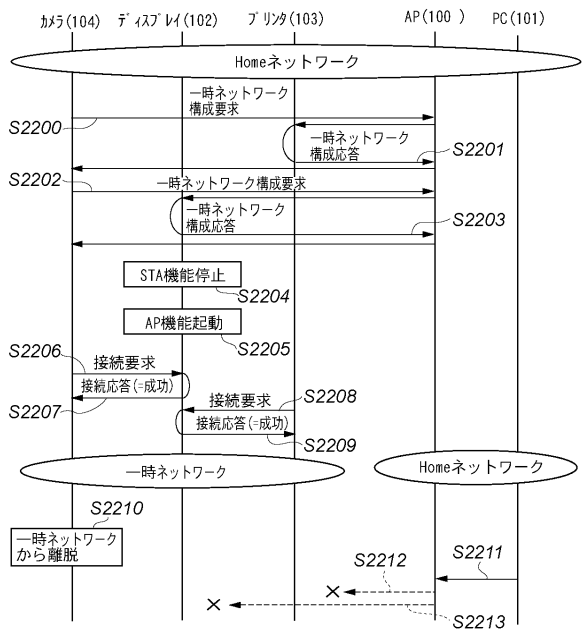 カメラ(104)
ディスプレイ(102)
プリンタ(103)
AP(100 )
PC(101)
Homeネットワーク
一時ネットワーク
構成要求
S2200
一時ネットワーク
構成応答
S2201
S2202
一時ネットワーク構成要求
一時ネットワーク
構成応答
S2203
STA機能停止
S2204
AP機能起動
S2205
S2206
接続要求
接続応答(=成功)
S2207
接続要求
S2208
接続応答(=成功)
S2209
一時ネットワーク
Homeネットワーク
S2210
一時ネットワーク
から離脱
S2211
S2212
S2213